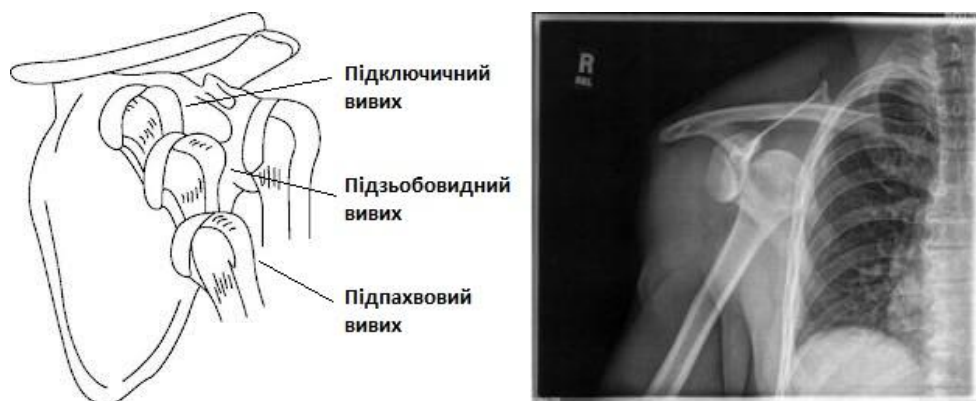 Підключичний
вивих
Підзьобовидний
вивих
Підпахвовий
вивих
R